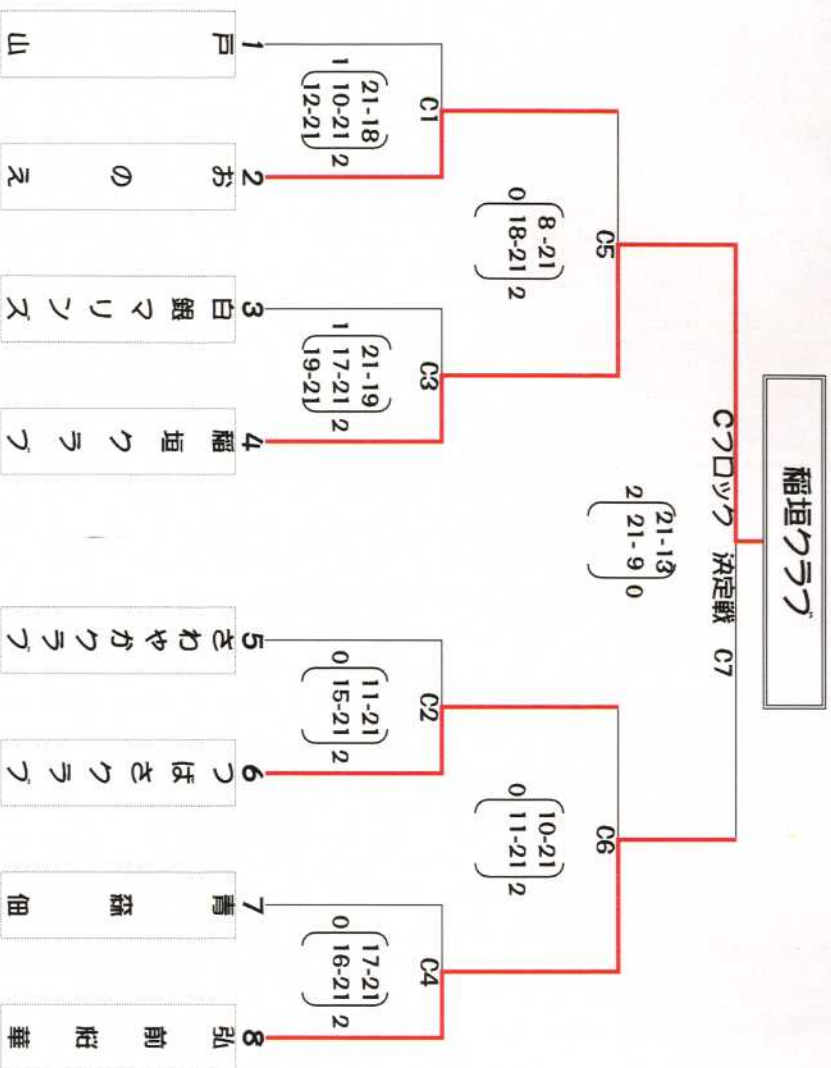 稲垣クラブ
Cブロック 決定戦 C7
21-13
2 21- 9 0
C5
8 -21
0 18-21 2
C6
10-21
0 11-21 2
C1
21-18
1 10-21 2
12-21
C3
21-19
1 17-21 2
19-21
C2
11-21
0 15-21 2
C4
17-21
0 16-21 2
1
戸山
2
おのえ
3
白鷗マリンズ
4
稲垣クラブ
5
さわやかクラブ
6
つばさクラブ
7
青森佃
8
弘前桜華